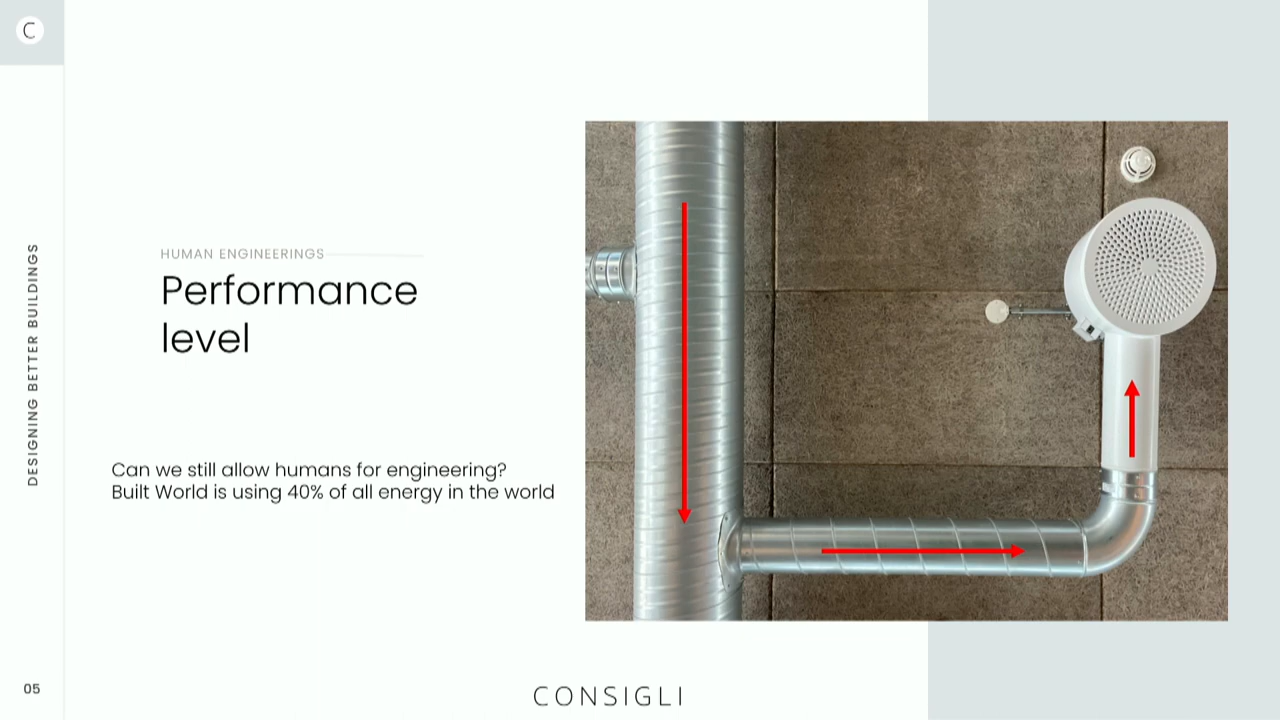 C
DESIGNING BETTER BUILDINGS
HUMAN ENGINEERINGS
Performance
level
Can we still allow humans for engineering?
Built World is using 40% of all energy in the world
05
CONSIGLI